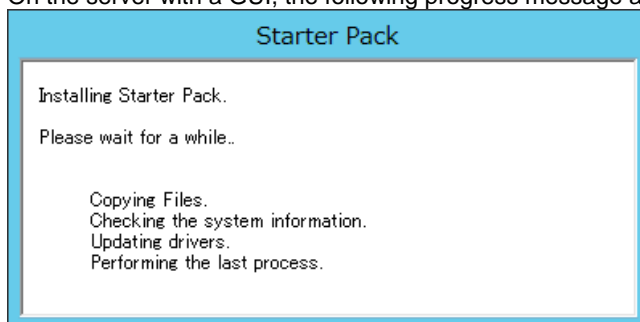 On the server with a GUI, the following progress message a
Starter Pack
Installing Starter Pack.
Please wait for a while..
Copying Files.
Checking the system information.
Updating drivers.
Performing the last process.